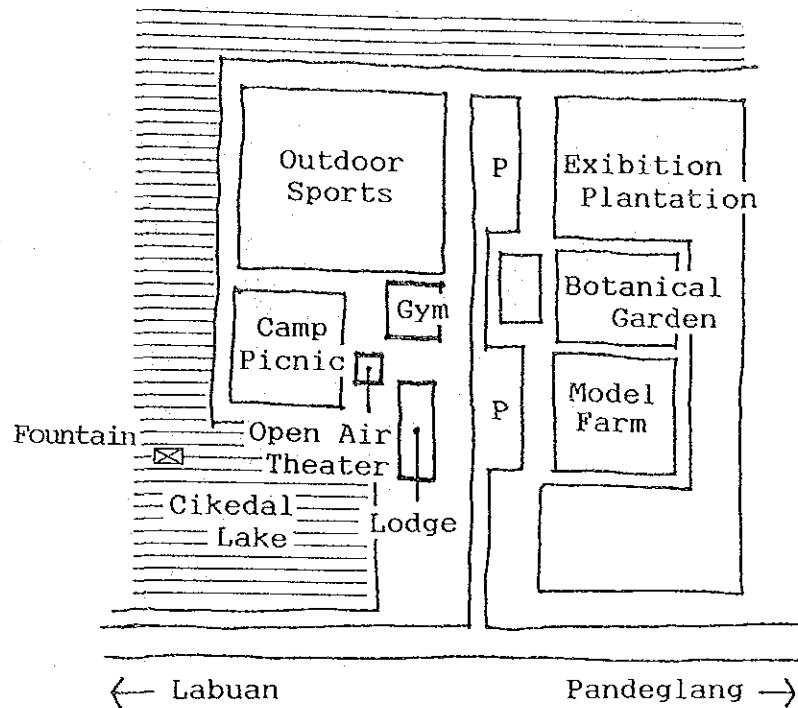 Outdoor
Sports
P
Exibition
Plantation
Gym
Botanical
Garden
Camp
Picnic
P
Model
Farm
Fountain
Open Air
Theater
Cikedal
Lake
Lodge
← Labuan
Pandeglang →